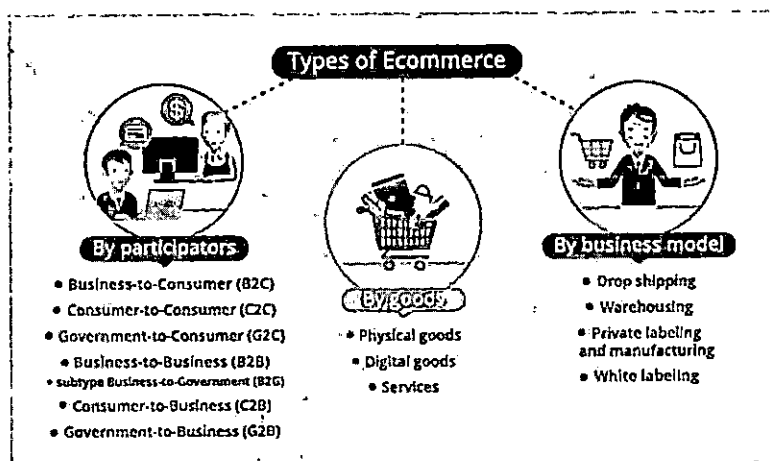 Types of Ecommerce
By participators
• Business-to-Consumer (B2C)
• Consumer-to-Consumer (C2C)
• Government-to-Consumer (G2C)
• Business-to-Business (B2B)
• subtype Business-to-Government (B2G)
• Consumer-to-Business (C2B)
• Government-to-Business (G2B)
By goods
• Physical goods
• Digital goods
• Services
By business model
• Drop shipping
• Warehousing
• Private labeling
and manufacturing
• White labeling